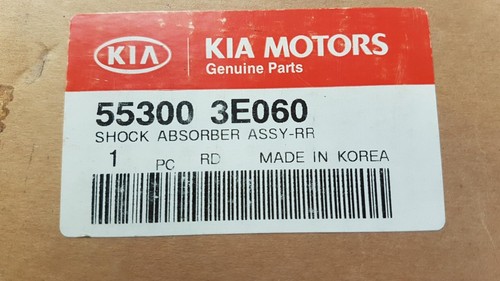 KIA KIA MOTORS
Genuine Parts
55300 3E060
SHOCK ABSORBER ASSY-RR
1 PC RD MADE IN KOREA